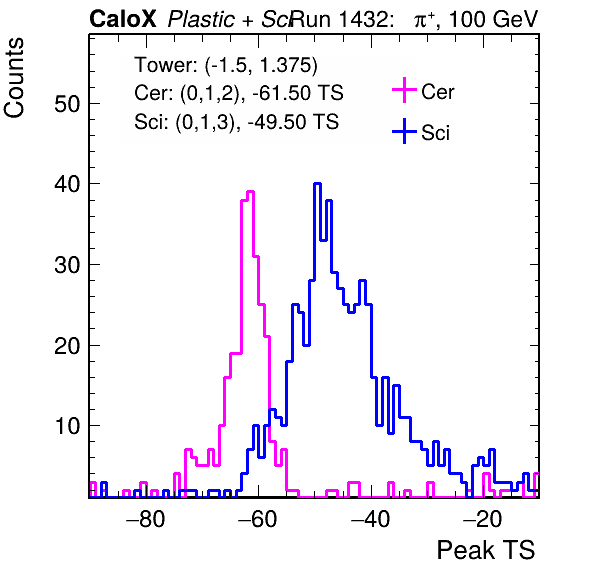 CaloX Plastic + Sci Run 1432: π⁺, 100 GeV
Counts
Tower: (-1.5, 1.375)
Cer: (0,1,2), -61.50 TS
Sci: (0,1,3), -49.50 TS
Cer
Sci
50
40
30
20
10
−80 −60 −40 −20
Peak TS